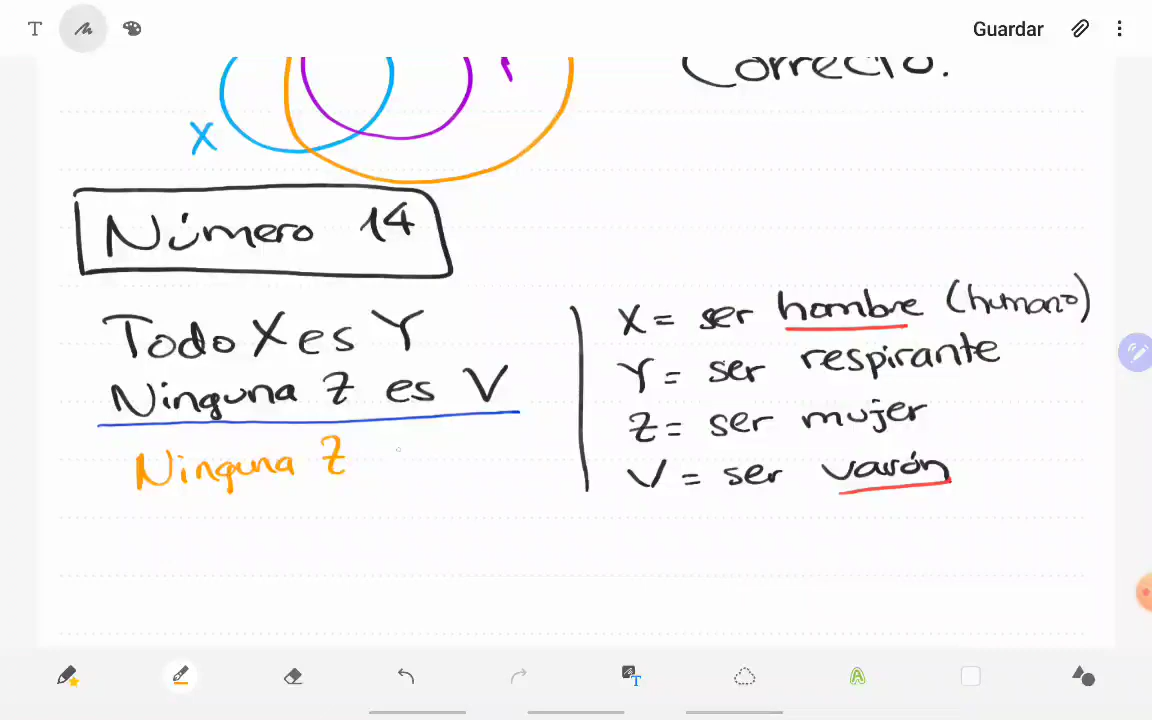 Guardar
Correcto.
X
Número 14
Todo X es Y
Ninguna Z es V
Ninguna Z
X = ser hombre (humano)
Y = ser respirante
Z = ser mujer
V = ser varón